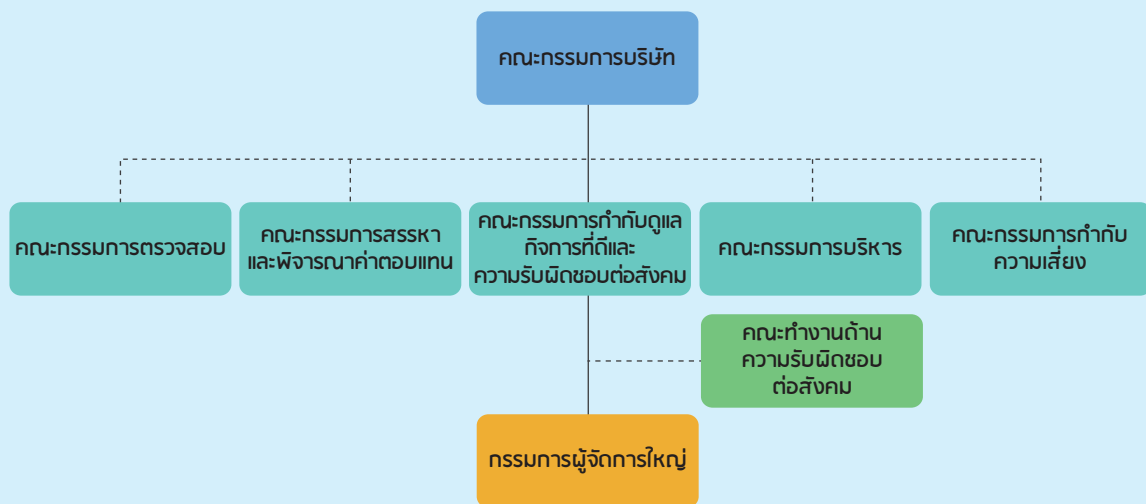 คณะกรรมการบริษัท
คณะกรรมการตรวจสอบ
คณะกรรมการสรรหา
และพิจารณาค่าตอบแทน
คณะกรรมการกำกับดูแล
กิจการที่ดีและ
ความรับผิดชอบต่อสังคม
คณะกรรมการบริหาร
คณะกรรมการกำกับ
ความเสี่ยง
คณะทำงานด้าน
ความรับผิดชอบ
ต่อสังคม
กรรมการผู้จัดการใหญ่